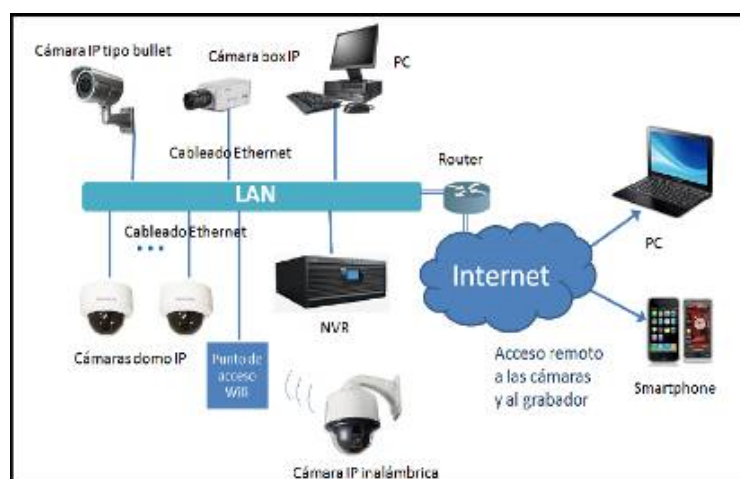 Cámara IP tipo bullet
Cámara box IP
PC
Cableado Ethernet
Router
LAN
Cableado Ethernet
PC
Internet
NVR
Cámaras domo IP
Punto de
acceso
Wifi
Acceso remoto
a las cámaras
y al grabador
Smartphone
Cámara IP inalámbrica